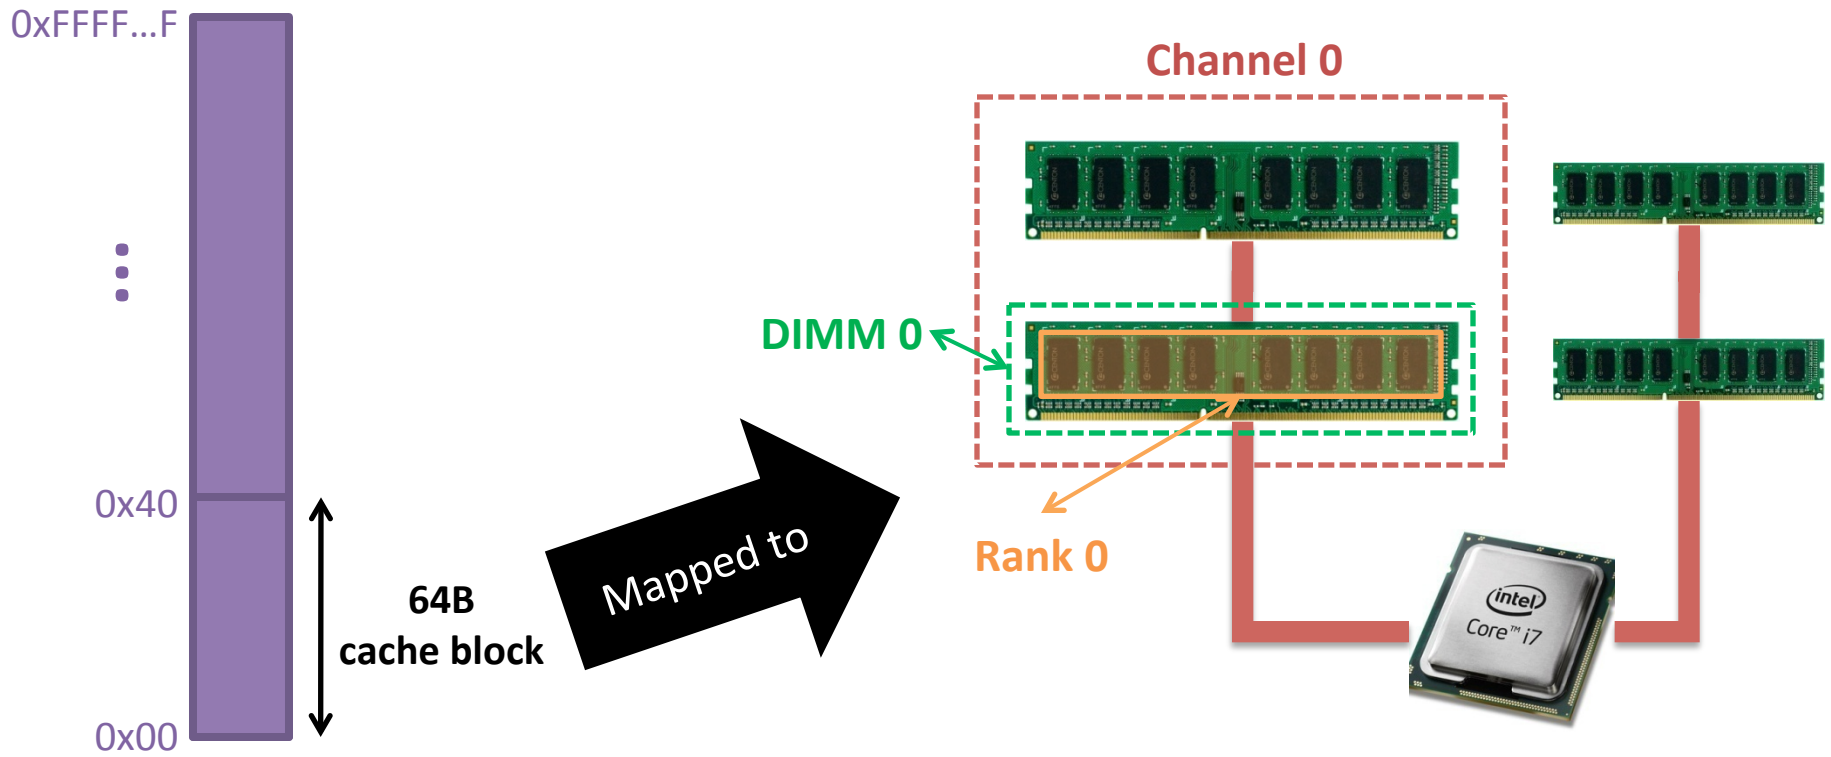 0xFFFF...F
0x40
0x00
64B
cache block
Mapped to
Channel 0
DIMM 0
Rank 0
intel
Core™ i7